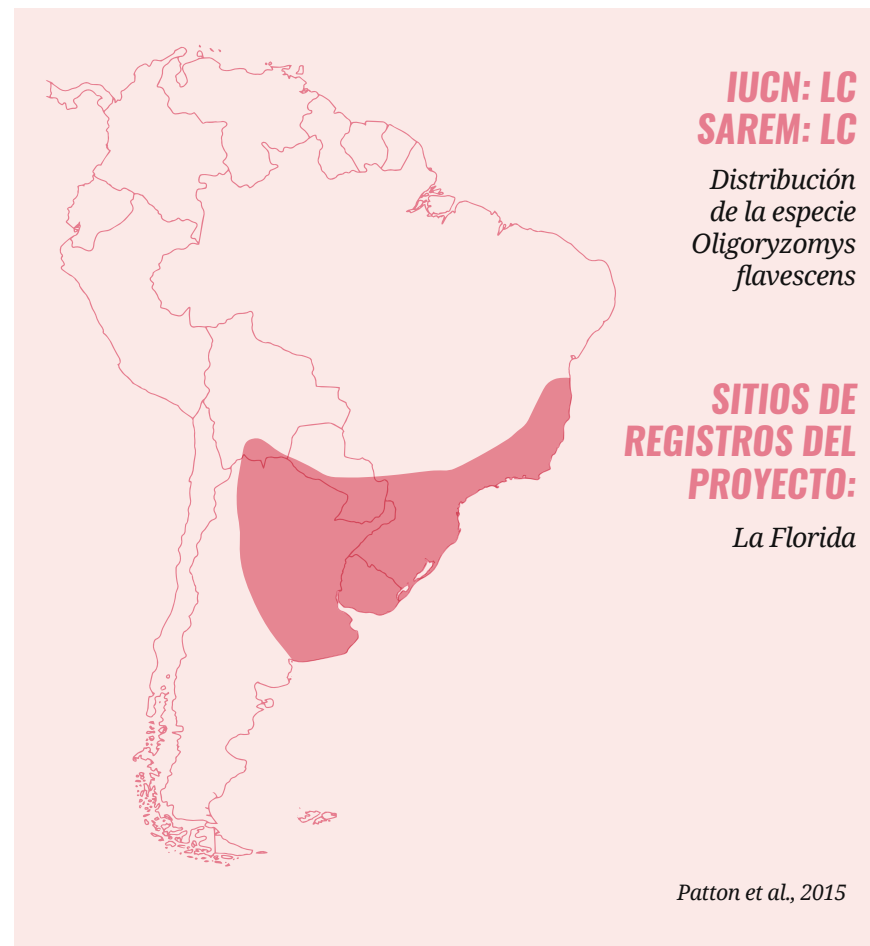 IUCN: LC
SAREM: LC
Distribución
de la especie
Oligoryzomys
flavescens
SITIOS DE
REGISTROS DEL
PROYECTO:
La Florida
Patton et al., 2015